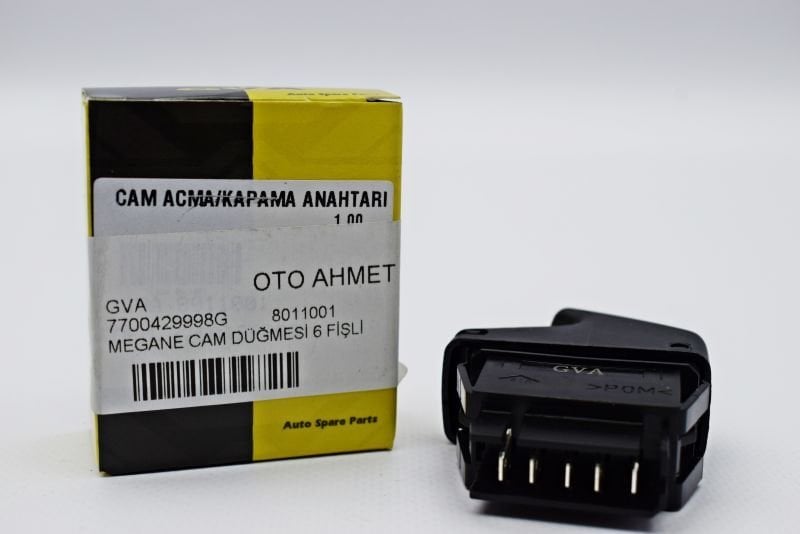 Auto Spare Parts
CAM ACMA/KAPAMA ANAHTARI
1.00
OTO AHMET
GVA
7700429998G 8011001
MEGANE CAM DÜĞMESİ 6 FİŞLİ
Auto Spare Parts
GVA
>POM<